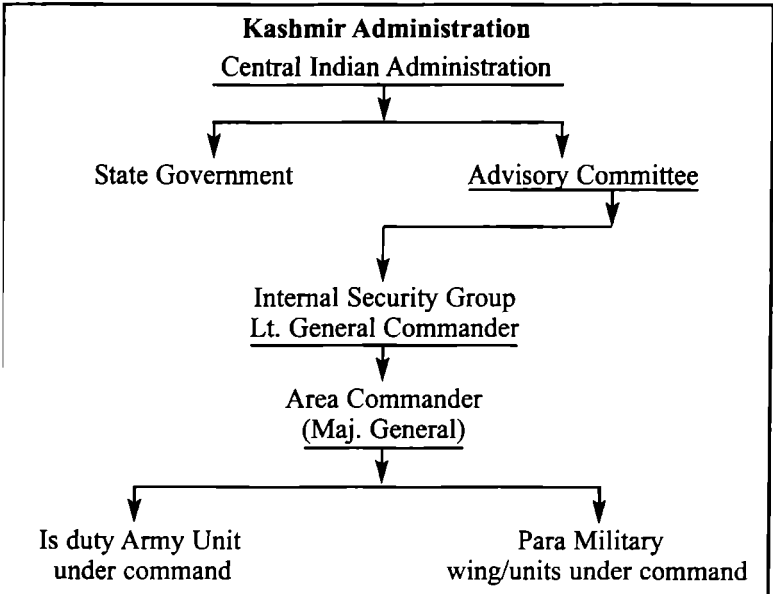 Kashmir Administration
Central Indian Administration
State Government
Advisory Committee
Internal Security Group
Lt. General Commander
Area Commander
(Maj. General)
Is duty Army Unit
under command
Para Military
wing/units under command